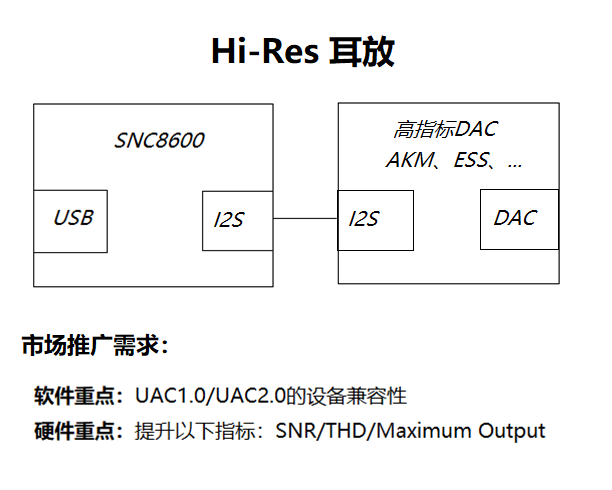 Hi-Res 耳放
SNC8600
高指标DAC
AKM、ESS、...
USB
I2S
I2S
DAC
市场推广需求：
软件重点：UAC1.0/UAC2.0的设备兼容性
硬件重点：提升以下指标：SNR/THD/Maximum Output